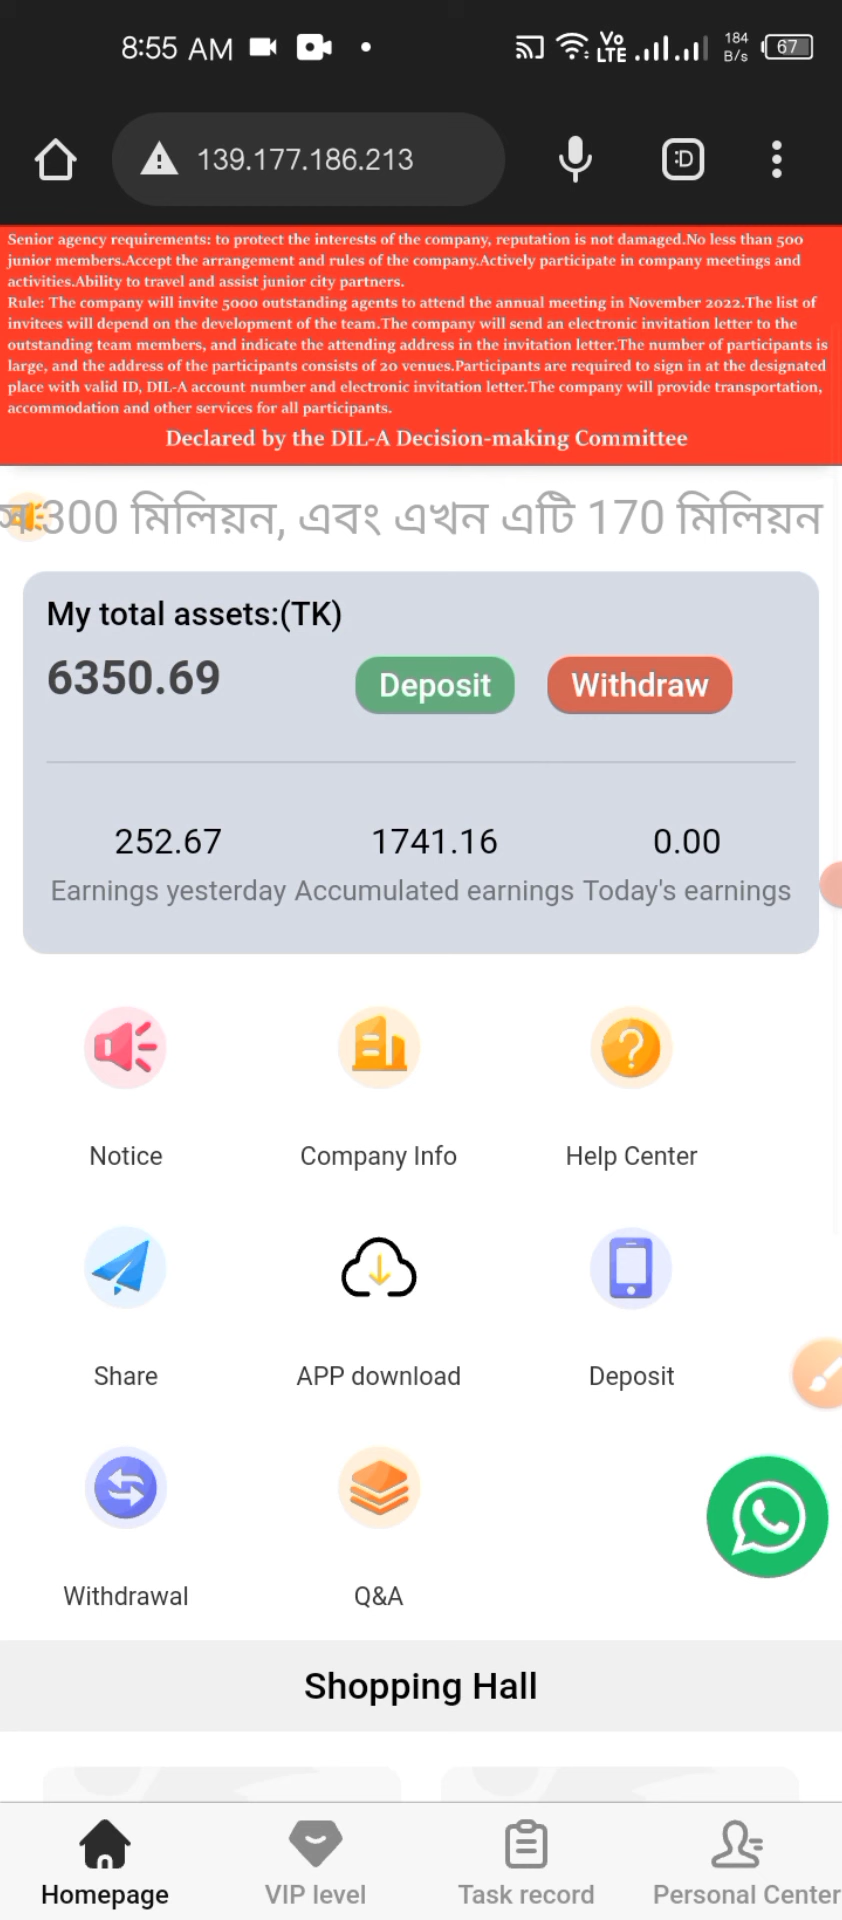 8:55 AM
Vo
LTE
184
B/s
67
139.177.186.213
:D
Senior agency requirements: to protect the interests of the company, reputation is not damaged.No less than 500
junior members.Accept the arrangement and rules of the company.Actively participate in company meetings and
activities.Ability to travel and assist junior city partners.
Rule: The company will invite 5000 outstanding agents to attend the annual meeting in November 2022.The list of
invitees will depend on the development of the team.The company will send an electronic invitation letter to the
outstanding team members, and indicate the attending address in the invitation letter.The number of participants is
large, and the address of the participants consists of 20 venues.Participants are required to sign in at the designated
place with valid ID, DIL-A account number and electronic invitation letter.The company will provide transportation,
accommodation and other services for all participants.
Declared by the DIL-A Decision-making Committee
300 মিলিয়ন, এবং এখন এটি 170 মিলিয়ন
My total assets:(TK)
6350.69
Deposit
Withdraw
252.67
1741.16
0.00
Earnings yesterday
Accumulated earnings
Today's earnings
Notice
Company Info
Help Center
Share
APP download
Deposit
Withdrawal
Q&A
Shopping Hall
Homepage
VIP level
Task record
Personal Center